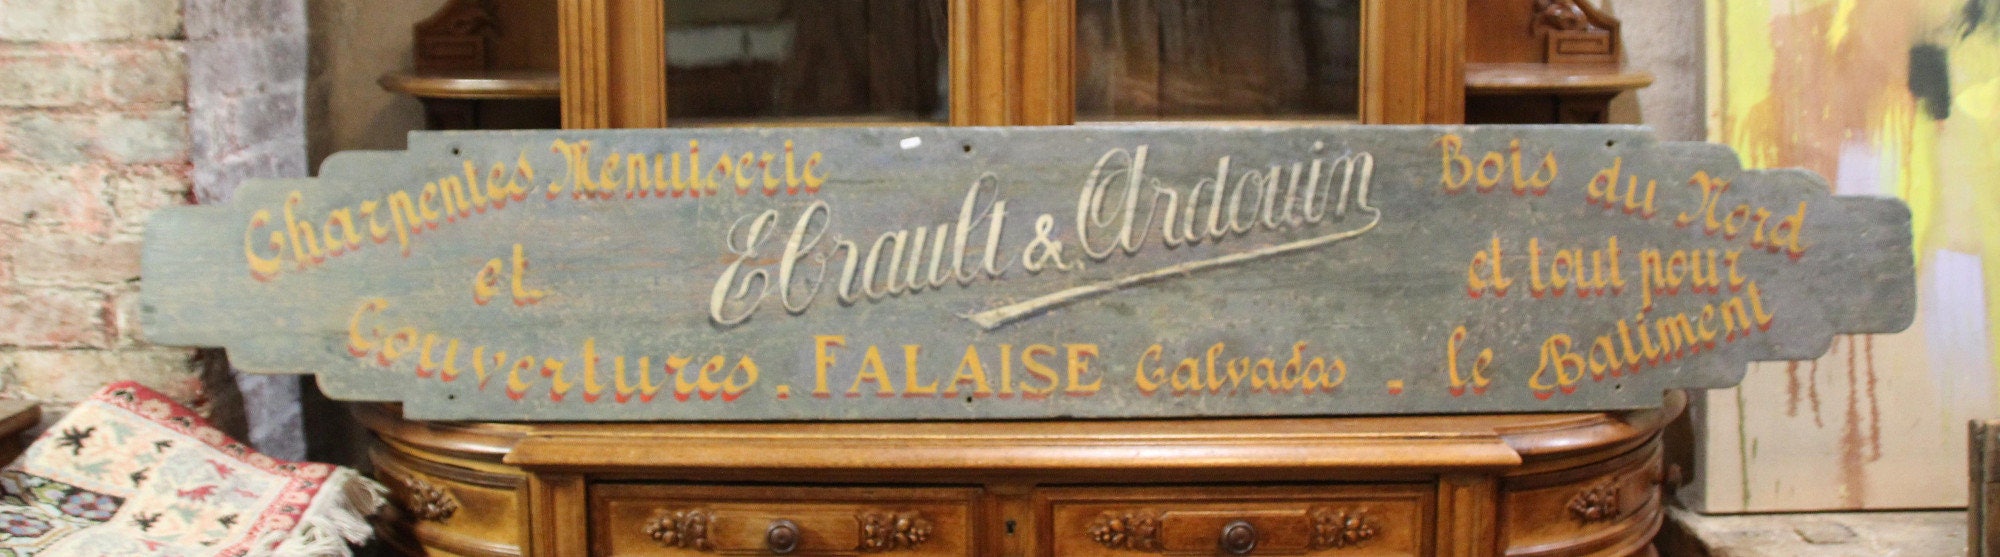 Charpentes Menuiserie
et
Couvertures.
Ebrault & Ardouin
FALAISE Calvados -
Bois du Nord
et tout pour
le Batiment